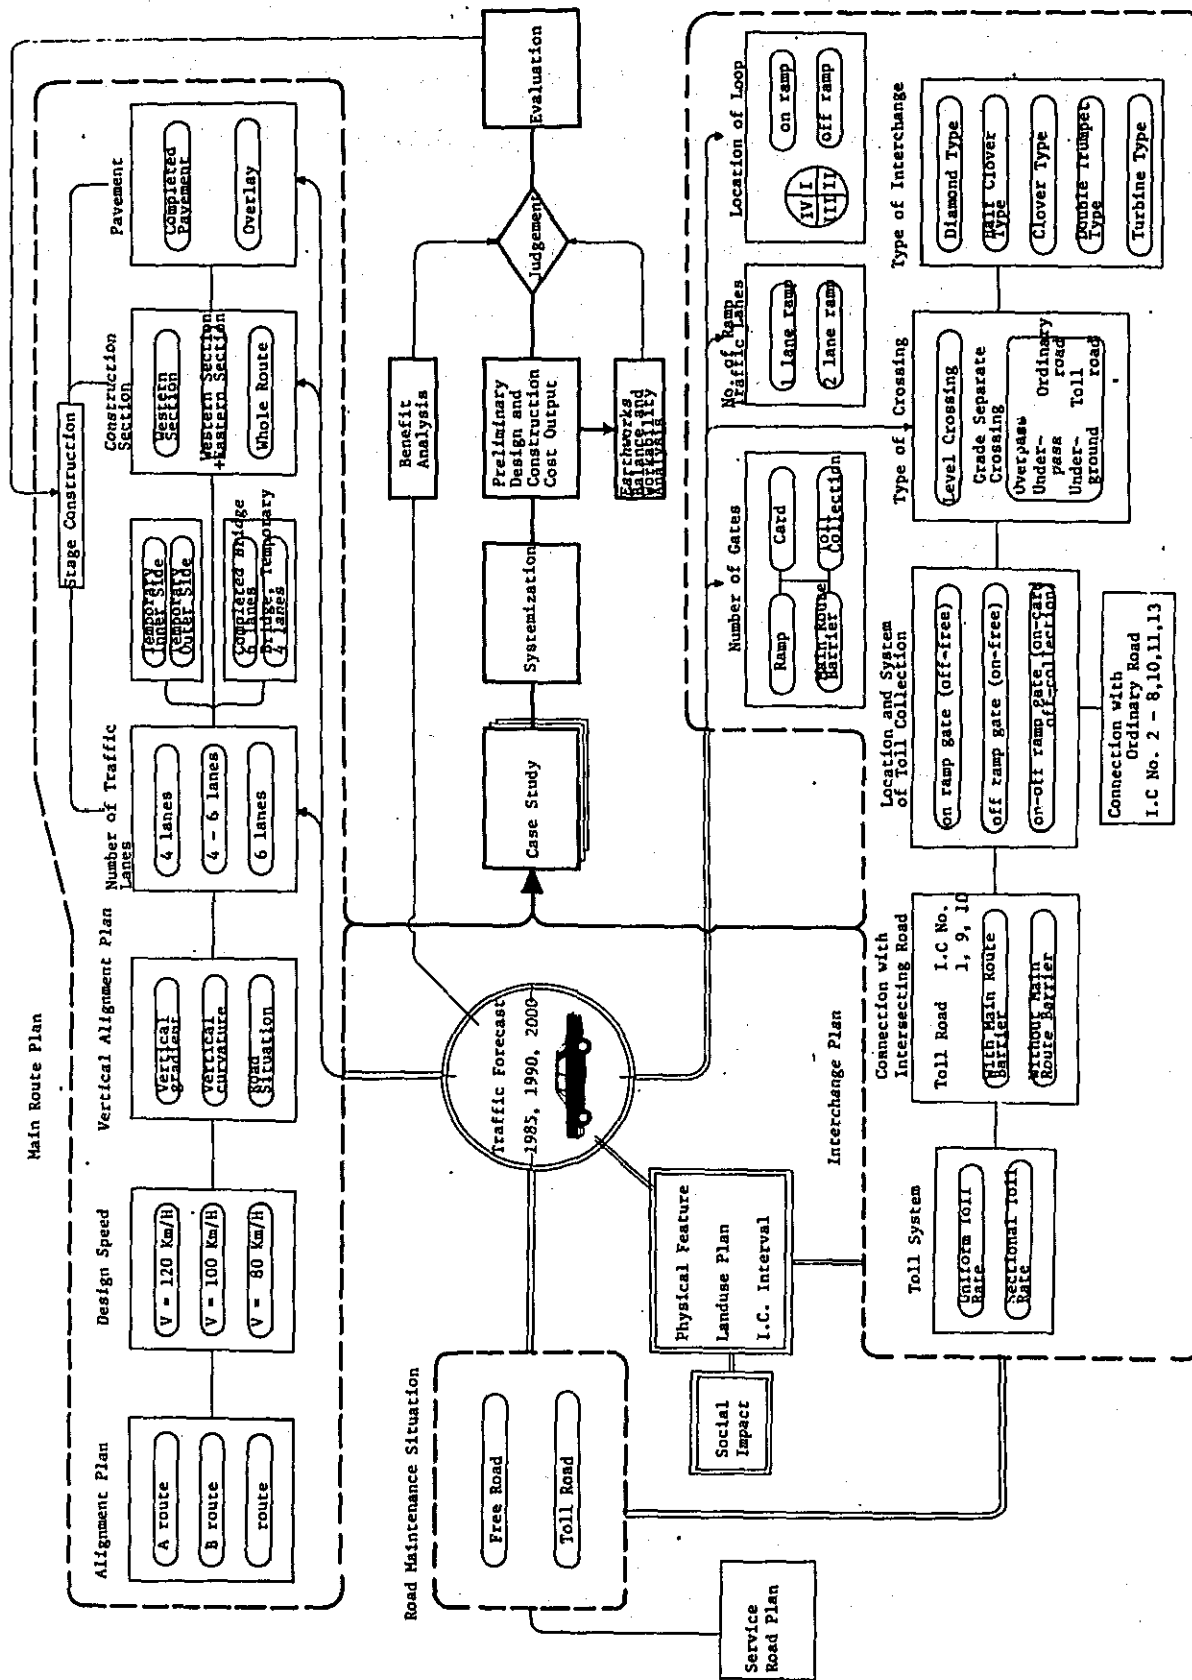 Main Route Plan
Alignment Plan
A route
B route
route
Design Speed
V = 120 Km/H
V = 100 Km/H
V = 80 Km/H
Vertical Alignment Plan
Vertical
gradient
Vertical
curvature
Road
Situation
Number of Traffic
Lanes
4 lanes
4 - 6 lanes
6 lanes
Temporary
Inner Side
Temporary
Outer Side
Completed Bridge
6 lanes
Bridge, Temporary
4 lanes
Stage Construction
Construction
Section
Western
Section
Western Section
+Eastern Section
Whole Route
Pavement
Completed
Pavement
Overlay
Road Maintenance Situation
Free Road
Toll Road
Service
Road Plan
Traffic Forecast
1985, 1990, 2000
Physical Feature
Landuse Plan
I.C. Interval
Social
Impact
Case Study
Systemization
Benefit
Analysis
Preliminary
Design and
Construction
Cost Output
Earthworks
Balance and
Workability
Analysis
Judgement
Evaluation
Interchange Plan
Toll System
Uniform Toll
Rate
Sectional Toll
Rate
Connection with
Intersecting Road
Toll Road I.C No.
1, 9, 10
With Main Route
Barrier
Without Main
Route Barrier
Location and System
of Toll Collection
on ramp gate (off-free)
off ramp gate (on-free)
on-off ramp gate (on-card
off-collection)
Connection with
Ordinary Road
I.C No. 2 - 8,10,11,13
Number of Gates
Ramp
Card
Main Route
Barrier
Toll
Collection
Type of Crossing
Level Crossing
Grade Separate
Crossing
Overpass
Under-
pass
Under-
ground
Ordinary
road
Toll
road
No. of Ramp
Traffic Lanes
1 lane ramp
2 lane ramp
Location of Loop
IV I
III II
on ramp
off ramp
Type of Interchange
Diamond Type
Half Clover
Type
Clover Type
Double Trumpet
Type
Turbine Type